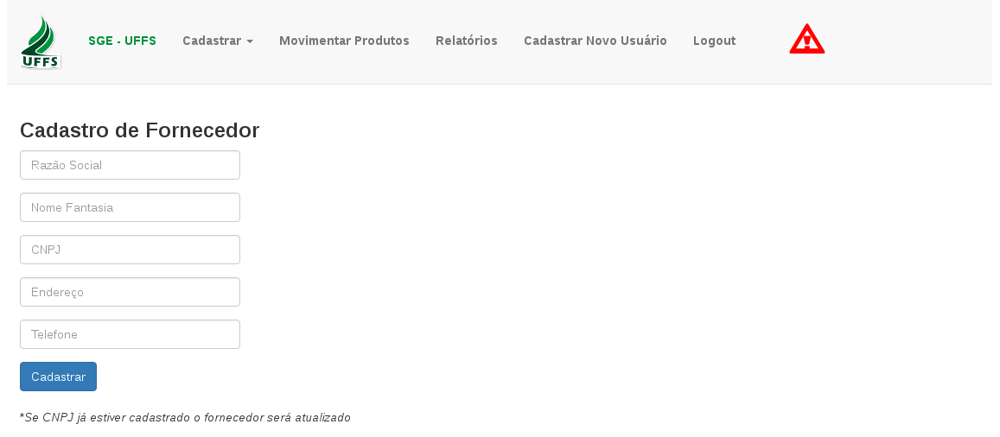 UFFS
SGE - UFFS Cadastrar Movimentar Produtos Relatórios Cadastrar Novo Usuário Logout
Cadastro de Fornecedor
Razão Social
Nome Fantasia
CNPJ
Endereço
Telefone
Cadastrar
*Se CNPJ já estiver cadastrado o fornecedor será atualizado